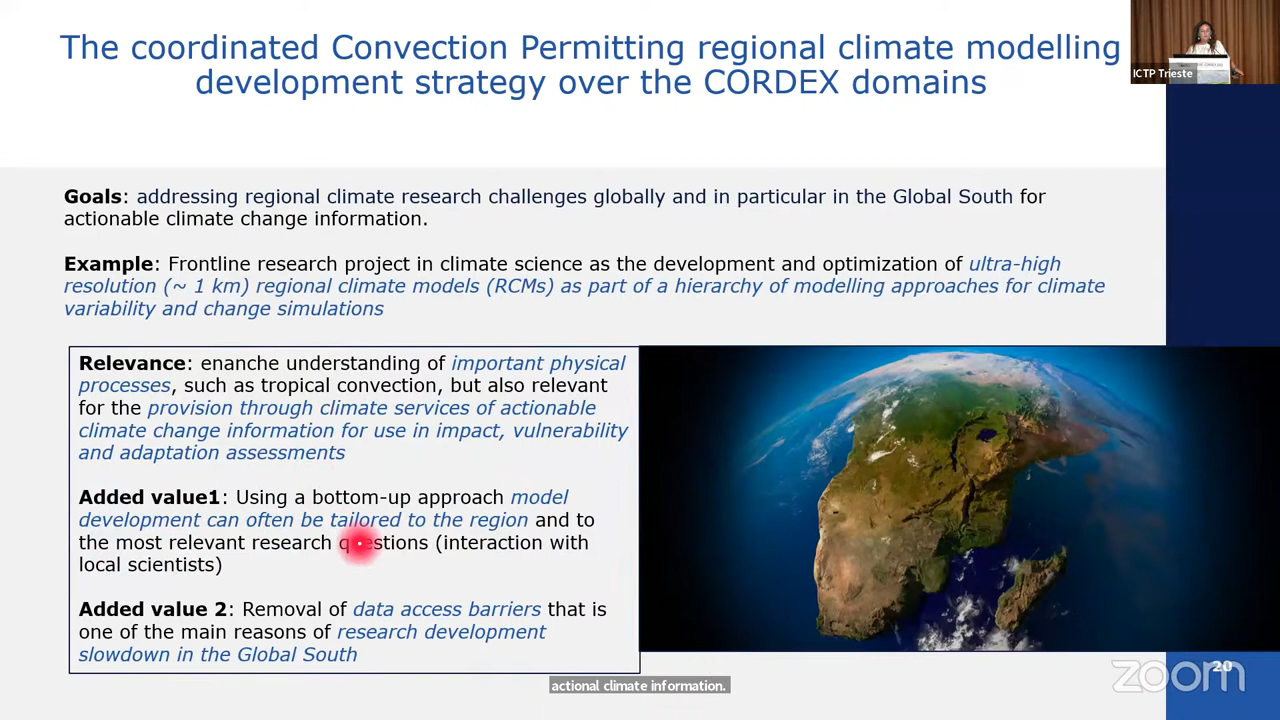 The coordinated Convection Permitting regional climate modelling
development strategy over the CORDEX domains
ICTP Trieste
Goals: addressing regional climate research challenges globally and in particular in the Global South for
actionable climate change information.
Example: Frontline research project in climate science as the development and optimization of ultra-high
resolution (~ 1 km) regional climate models (RCMs) as part of a hierarchy of modelling approaches for climate
variability and change simulations
Relevance: enanche understanding of important physical
processes, such as tropical convection, but also relevant
for the provision through climate services of actionable
climate change information for use in impact, vulnerability
and adaptation assessments
Added value1: Using a bottom-up approach model
development can often be tailored to the region and to
the most relevant research questions (interaction with
local scientists)
Added value 2: Removal of data access barriers that is
one of the main reasons of research development
slowdown in the Global South
20
zoom
actional climate information.